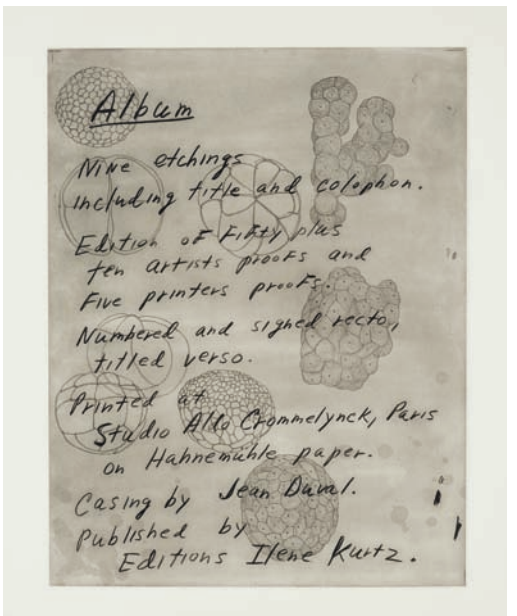 Album
Nine etchings
including title and colophon.
Edition of Fifty plus
ten artists proofs and
Five printers proofs.
Numbered and signed recto,
titled verso.
Printed at
Studio Aldo Crommelynck, Paris
on Hahnemühle paper.
Casing by Jean Duval.
Published by
Editions Ilene Kurtz.